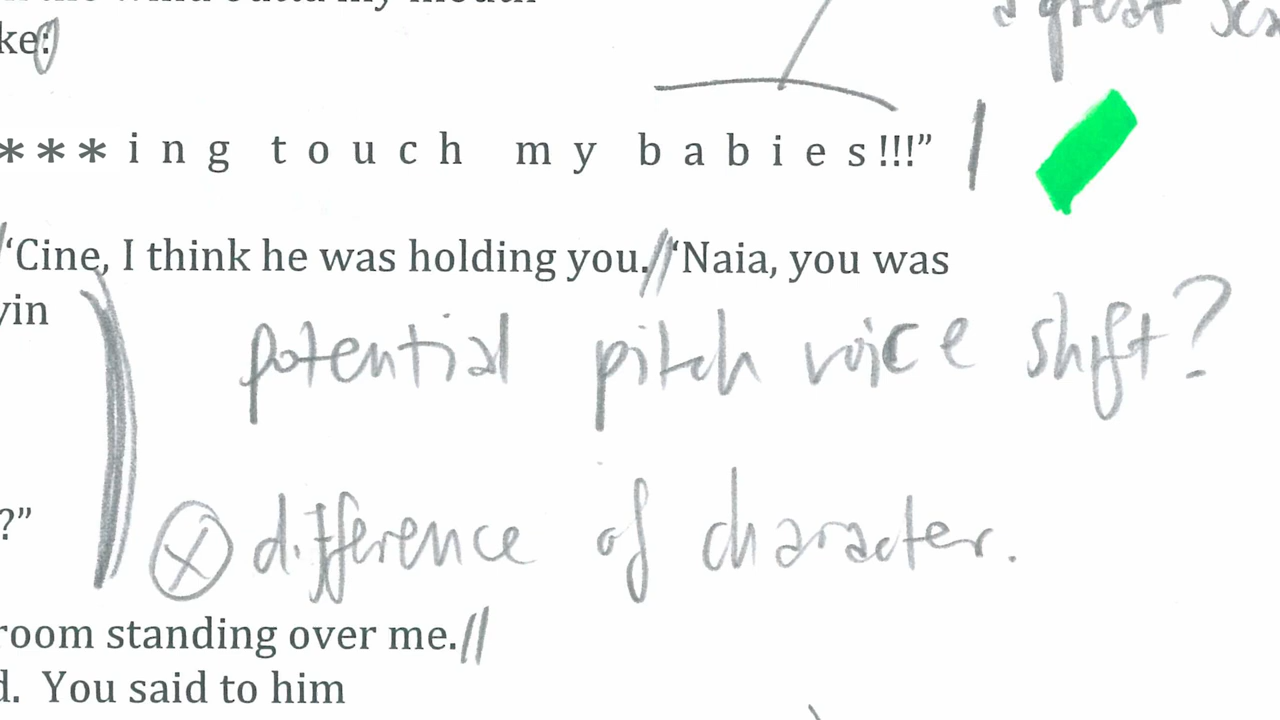 a great
ke:
***ing touch my babies!!!”
‘Cine, I think he was holding you.//‘Naia, you was
yin
potential pitch voice shift?
?”
difference of character.
room standing over me.//
d. You said to him